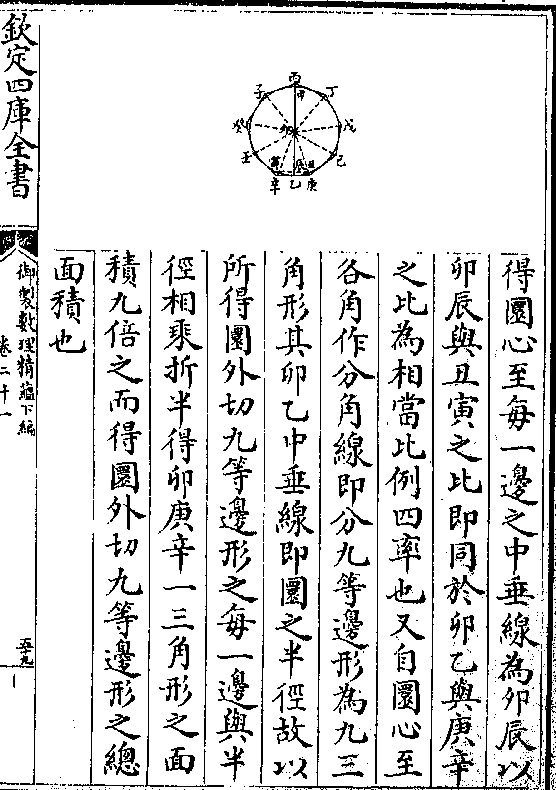 丙
子 甲 丁
癸 卯 戊
壬 己
寅 辰 丑
辛 乙 庚
得圜心至每一邊之中垂線為卯辰以
卯辰與丑寅之比即同於卯乙與庚辛
之比為相當比例四率也又自圜心至
各角作分角線即分九等邊形為九三
角形其卯乙中垂線即圜之半徑故以
所得圜外切九等邊形之每一邊與半
徑相乘折半得卯庚辛一三角形之面
積九倍之而得圜外切九等邊形之總
面積也
欽定四庫全書
御製數理精蘊下編
卷二十一